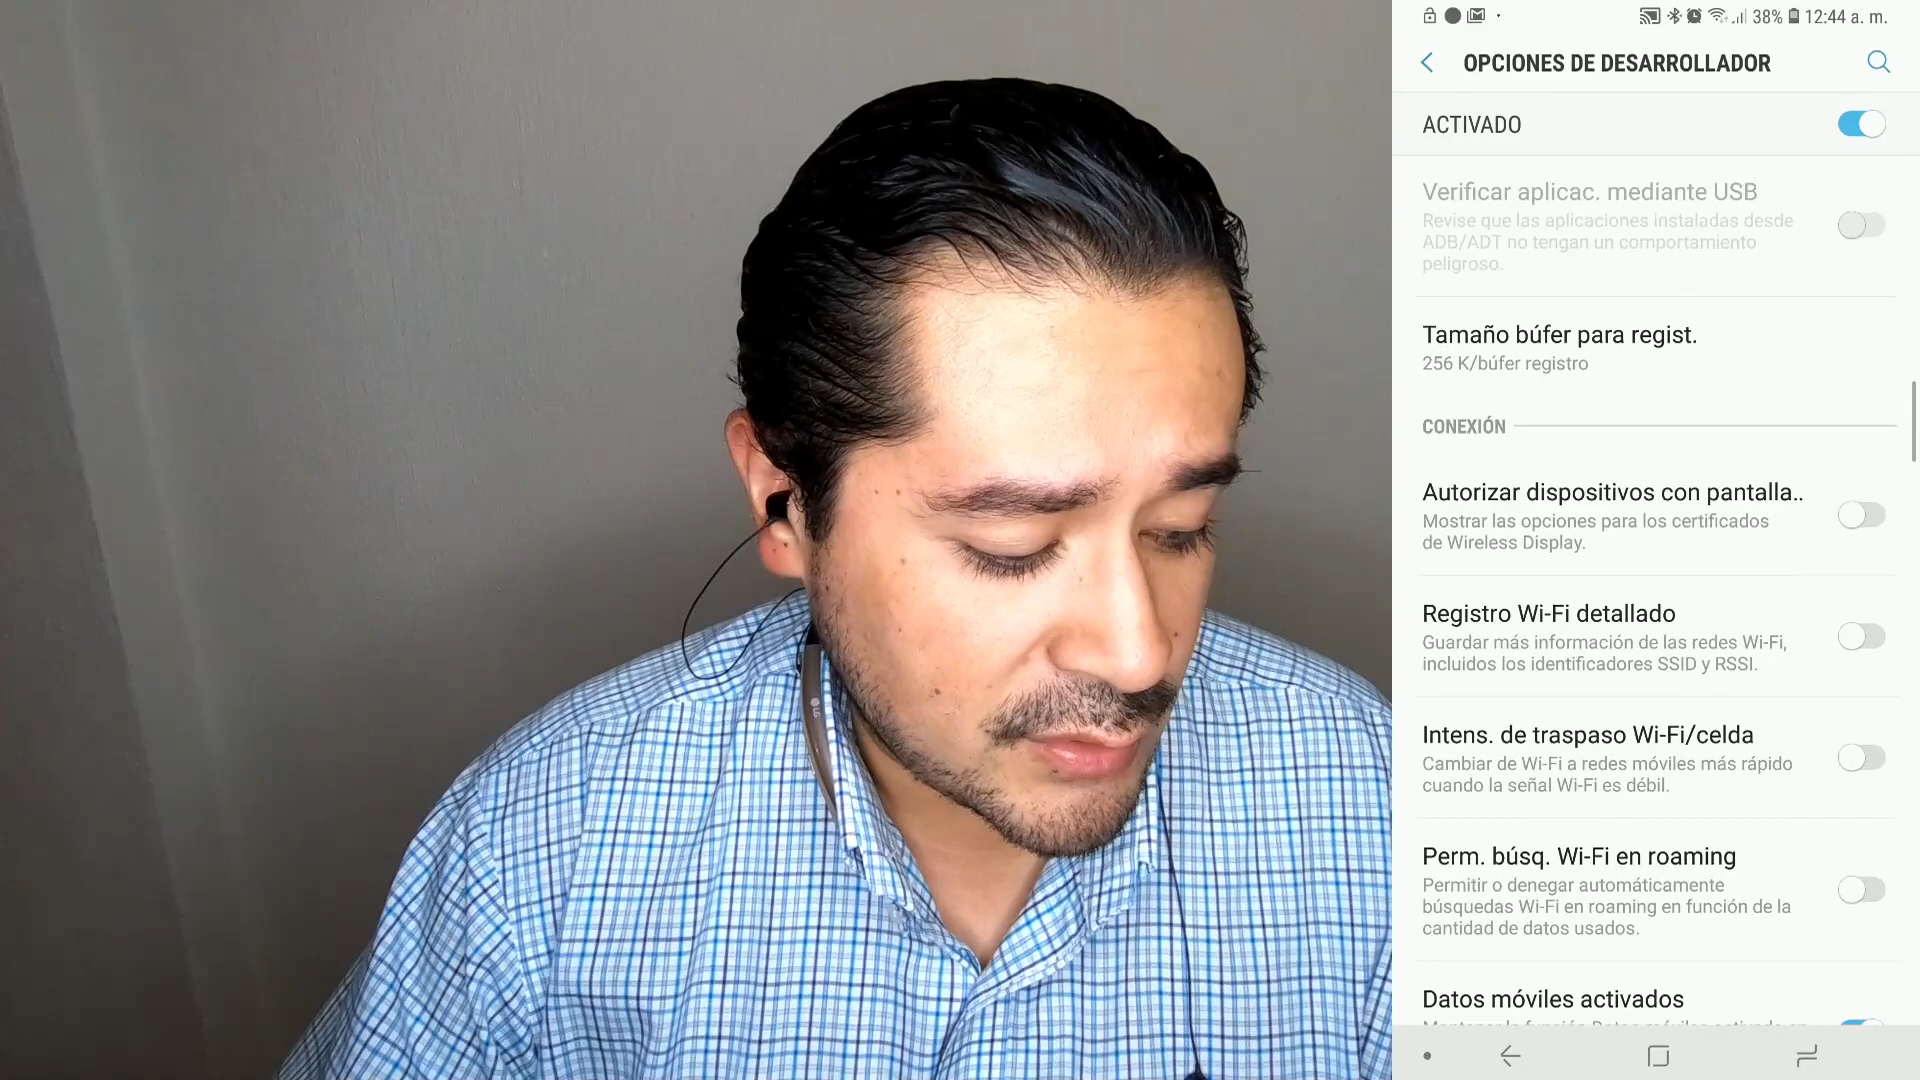 38% 12:44 a. m.
OPCIONES DE DESARROLLADOR
ACTIVADO
Verificar aplicac. mediante USB
Revise que las aplicaciones instaladas desde
ADB/ADT no tengan un comportamiento
peligroso.
Tamaño búfer para regist.
256 K/búfer registro
CONEXIÓN
Autorizar dispositivos con pantalla..
Mostrar las opciones para los certificados
de Wireless Display.
Registro Wi-Fi detallado
Guardar más información de las redes Wi-Fi,
incluidos los identificadores SSID y RSSI.
Intens. de traspaso Wi-Fi/celda
Cambiar de Wi-Fi a redes móviles más rápido
cuando la señal Wi-Fi es débil.
Perm. búsq. Wi-Fi en roaming
Permitir o denegar automáticamente
búsquedas Wi-Fi en roaming en función de la
cantidad de datos usados.
Datos móviles activados
LG